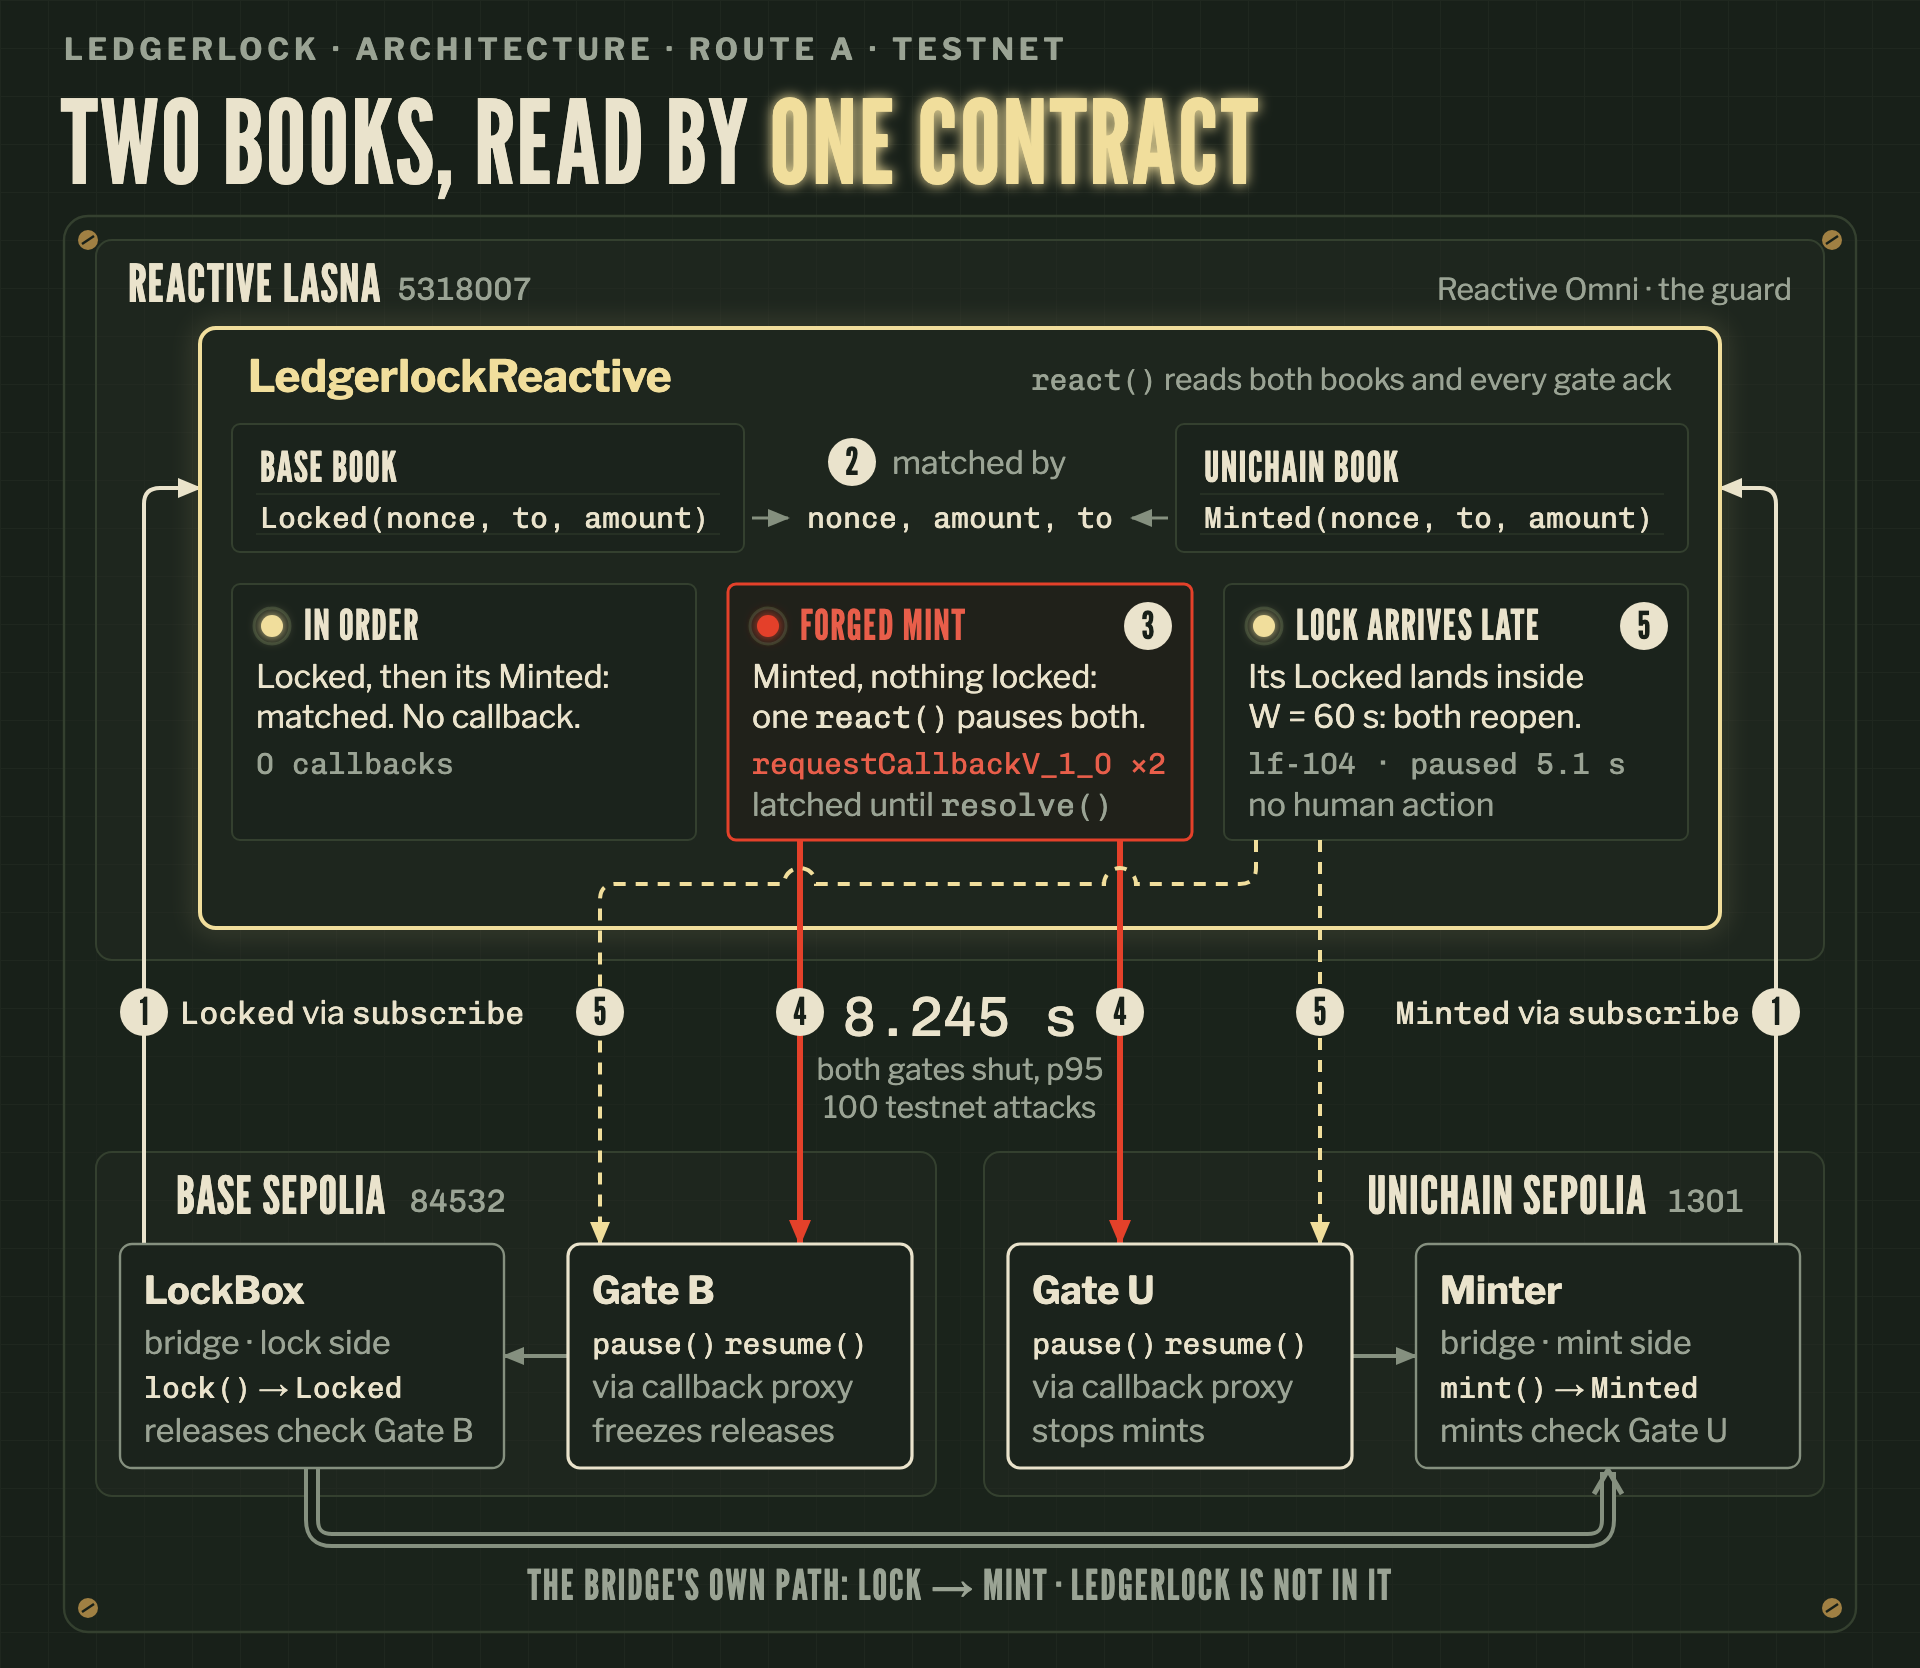 LEDGERLOCK · ARCHITECTURE · ROUTE A · TESTNET
TWO BOOKS, READ BY ONE CONTRACT
REACTIVE LASNA 5318007
Reactive Omni · the guard
LedgerlockReactive
react() reads both books and every gate ack
BASE BOOK
Locked(nonce, to, amount)
2 matched by
nonce, amount, to
UNICHAIN BOOK
Minted(nonce, to, amount)
IN ORDER
Locked, then its Minted:
matched. No callback.
0 callbacks
FORGED MINT 3
Minted, nothing locked:
one react() pauses both.
requestCallbackV_1_0 ×2
latched until resolve()
LOCK ARRIVES LATE 5
Its Locked lands inside
W = 60 s: both reopen.
lf-104 · paused 5.1 s
no human action
1 Locked via subscribe
5
4 8.245 s 4
both gates shut, p95
100 testnet attacks
5
Minted via subscribe 1
BASE SEPOLIA 84532
LockBox
bridge · lock side
lock() → Locked
releases check Gate B
Gate B
pause() resume()
via callback proxy
freezes releases
UNICHAIN SEPOLIA 1301
Gate U
pause() resume()
via callback proxy
stops mints
Minter
bridge · mint side
mint() → Minted
mints check Gate U
THE BRIDGE'S OWN PATH: LOCK → MINT · LEDGERLOCK IS NOT IN IT